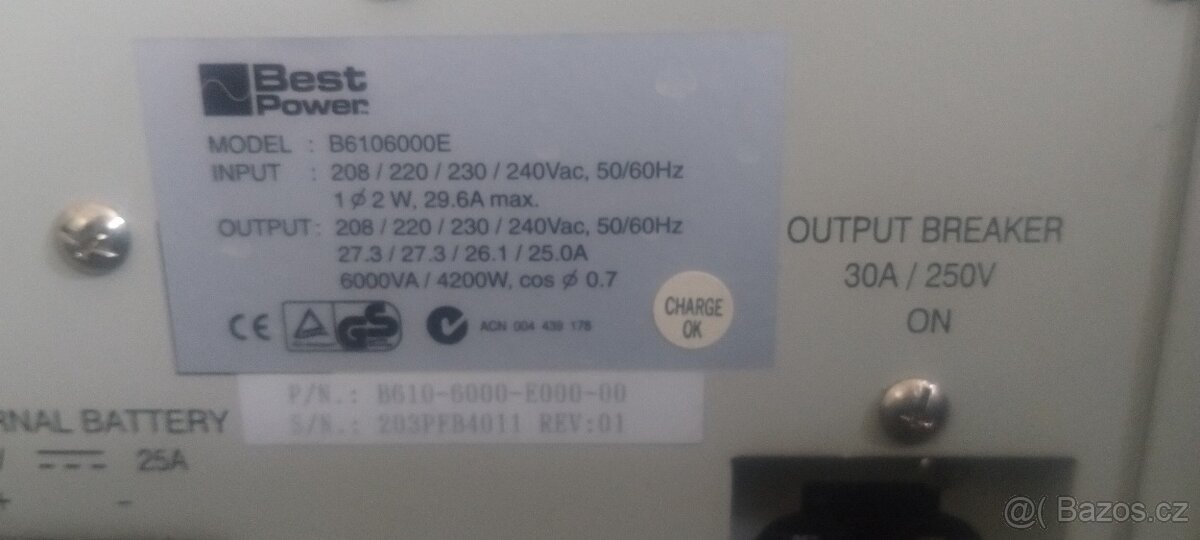 Best
Power
MODEL : B6106000E
INPUT : 208 / 220 / 230 / 240Vac, 50/60Hz
1 ø 2 W, 29.6A max.
OUTPUT : 208 / 220 / 230 / 240Vac, 50/60Hz
27.3 / 27.3 / 26.1 / 25.0A
6000VA / 4200W, cos ø 0.7
CE GS ACN 004 439 178
CHARGE
OK
P/N.: B610-6000-E000-00
S/N.: 203PFB4011 REV:01
OUTPUT BREAKER
30A / 250V
ON
RNAL BATTERY
25A
+ -
@( Bazos.cz